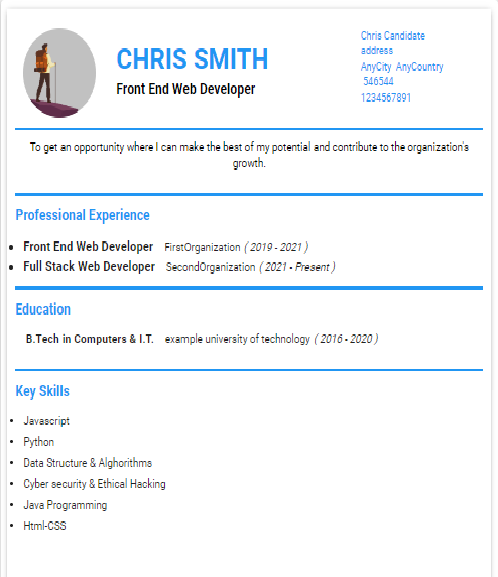 CHRIS SMITH
Front End Web Developer
Chris Candidate
address
AnyCity AnyCountry
546544
1234567891
To get an opportunity where I can make the best of my potential and contribute to the organization's
growth.
Professional Experience
Front End Web Developer FirstOrganization ( 2019 - 2021 )
Full Stack Web Developer SecondOrganization ( 2021 - Present )
Education
B.Tech in Computers & I.T. example university of technology ( 2016 - 2020 )
Key Skills
Javascript
Python
Data Structure & Alghorithms
Cyber security & Ethical Hacking
Java Programming
Html-CSS